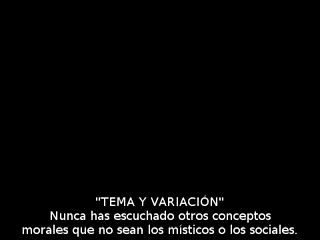 "TEMA Y VARIACIÓN"
Nunca has escuchado otros conceptos
morales que no sean los místicos o los sociales.